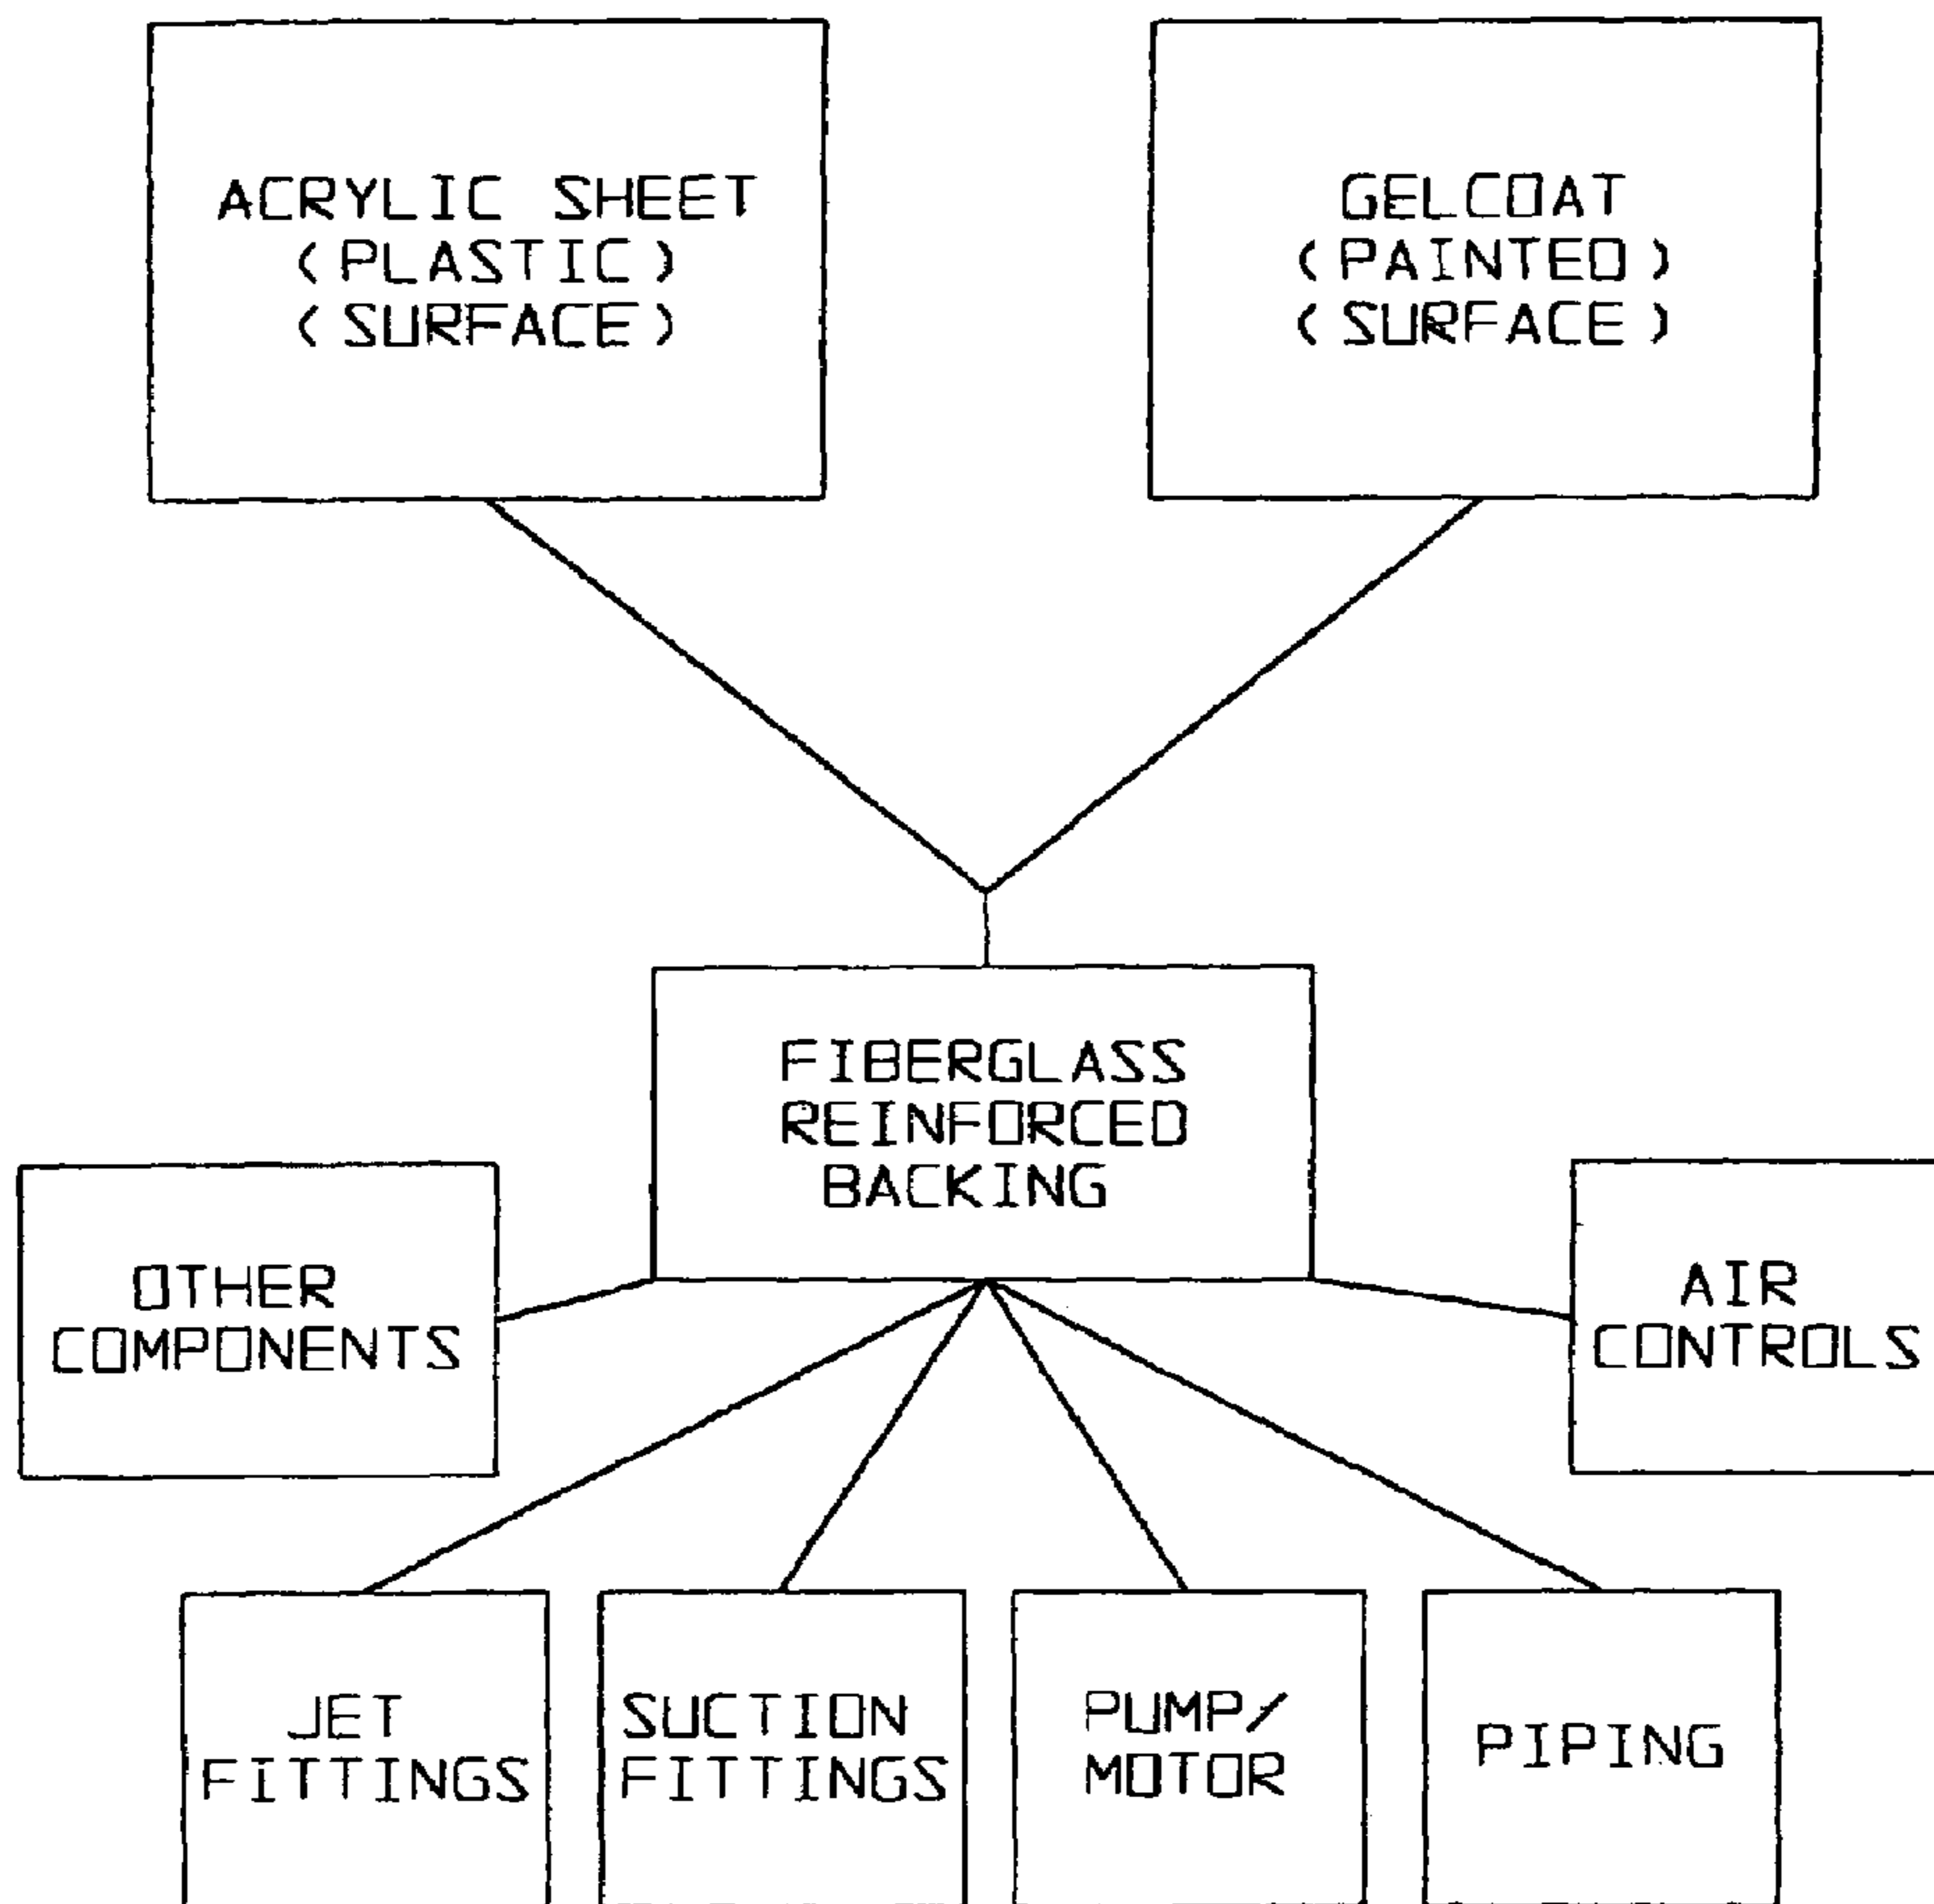 ACRYLIC SHEET
(PLASTIC)
(SURFACE)
GELCOAT
(PAINTED)
(SURFACE)
FIBERGLASS
REINFORCED
BACKING
OTHER
COMPONENTS
AIR
CONTROLS
JET
FITTINGS
SUCTION
FITTINGS
PUMP/
MOTOR
PIPING